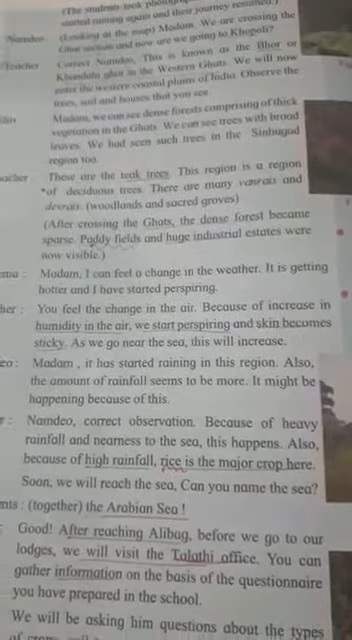 (The students took
started raining again and their journey resumed.)
Namdeo (Looking at the map) Madam. We are crossing the
Ghat section and now are we going to Khopoli?
Teacher Correct Namdeo, This is known as the Bhor or
Khandala ghat in the Western Ghats. We will now
enter the western coastal plains of India. Observe the
trees, soil and houses that you see.
Madam, we can see dense forests comprising of thick
vegetation in the Ghats. We can see trees with broad
leaves. We had seen such trees in the Sinhagad
region too.
acher These are the teak trees. This region is a region
of deciduous trees. There are many vanrais and
devrais. (woodlands and sacred groves)
(After crossing the Ghats, the dense forest became
sparse. Paddy fields and huge industrial estates were
now visible.)
ema : Madam, I can feel a change in the weather. It is getting
hotter and I have started perspiring.
her : You feel the change in the air. Because of increase in
humidity in the air, we start perspiring and skin becomes
sticky. As we go near the sea, this will increase.
eo : Madam , it has started raining in this region. Also,
the amount of rainfall seems to be more. It might be
happening because of this.
r : Namdeo, correct observation. Because of heavy
rainfall and nearness to the sea, this happens. Also,
because of high rainfall, rice is the major crop here.
Soon, we will reach the sea, Can you name the sea?
nts : (together) the Arabian Sea !
: Good! After reaching Alibag, before we go to our
lodges, we will visit the Talathi office. You can
gather information on the basis of the questionnaire
you have prepared in the school.
We will be asking him questions about the types
of crops